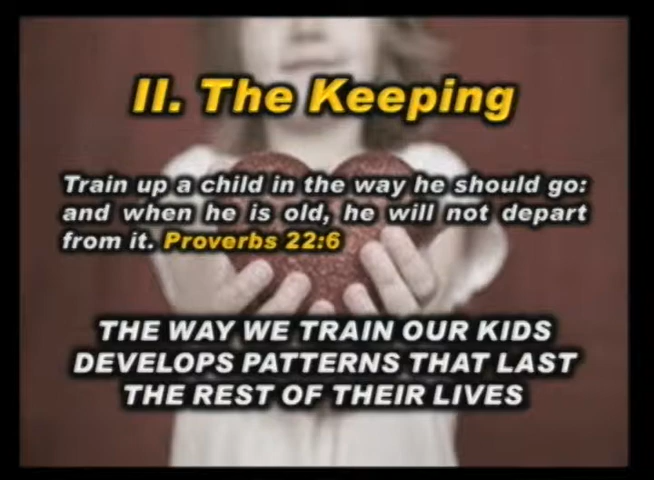 II. The Keeping
Train up a child in the way he should go:
and when he is old, he will not depart
from it. Proverbs 22:6
THE WAY WE TRAIN OUR KIDS
DEVELOPS PATTERNS THAT LAST
THE REST OF THEIR LIVES